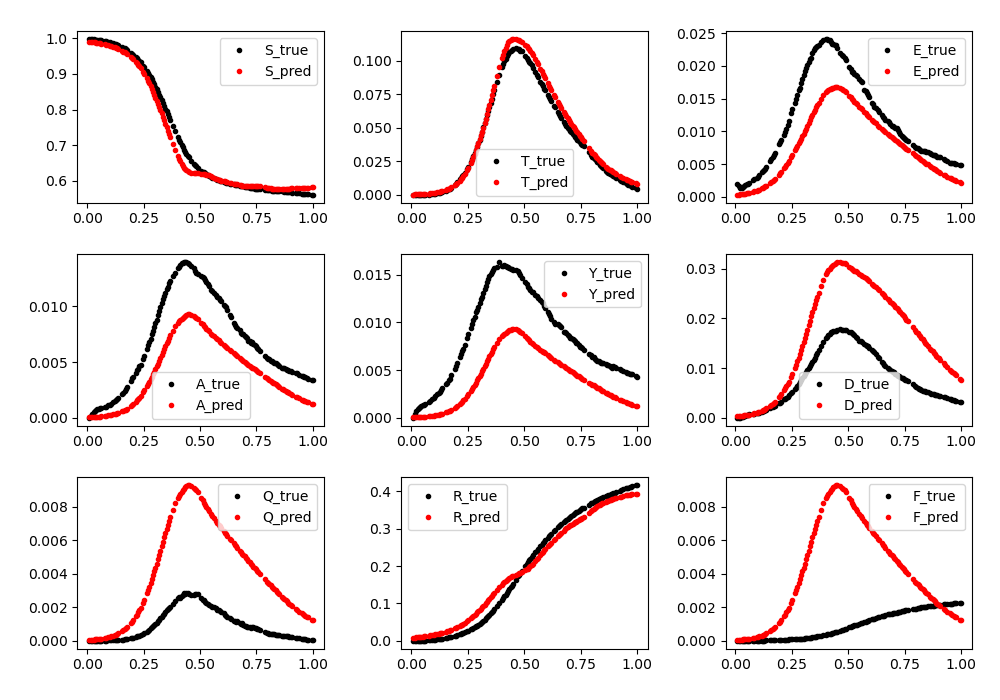 1.0
0.9
0.8
0.7
0.6
S_true
S_pred
0.00 0.25 0.50 0.75 1.00
0.100
0.075
0.050
0.025
0.000
T_true
T_pred
0.00 0.25 0.50 0.75 1.00
0.025
0.020
0.015
0.010
0.005
0.000
E_true
E_pred
0.00 0.25 0.50 0.75 1.00
0.010
0.005
0.000
A_true
A_pred
0.00 0.25 0.50 0.75 1.00
0.015
0.010
0.005
0.000
Y_true
Y_pred
0.00 0.25 0.50 0.75 1.00
0.03
0.02
0.01
0.00
D_true
D_pred
0.00 0.25 0.50 0.75 1.00
0.008
0.006
0.004
0.002
0.000
Q_true
Q_pred
0.00 0.25 0.50 0.75 1.00
0.4
0.3
0.2
0.1
0.0
R_true
R_pred
0.00 0.25 0.50 0.75 1.00
0.008
0.006
0.004
0.002
0.000
F_true
F_pred
0.00 0.25 0.50 0.75 1.00